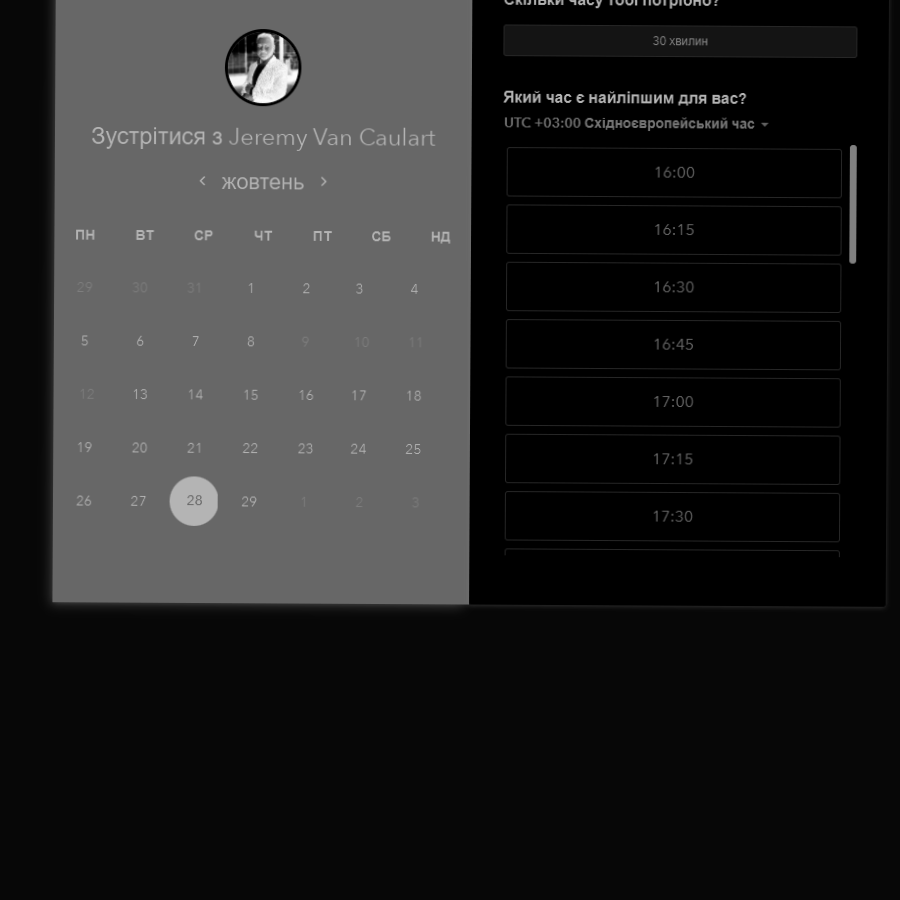 Зустрітися з Jeremy Van Caulart
‹ жовтень ›
ПН ВТ СР ЧТ ПТ СБ НД
29 30 31 1 2 3 4
5 6 7 8 9 10 11
12 13 14 15 16 17 18
19 20 21 22 23 24 25
26 27 28 29 1 2 3
Скільки часу тобі потрібно?
30 хвилин
Який час є найліпшим для вас?
UTC +03:00 Східноєвропейський час
16:00
16:15
16:30
16:45
17:00
17:15
17:30